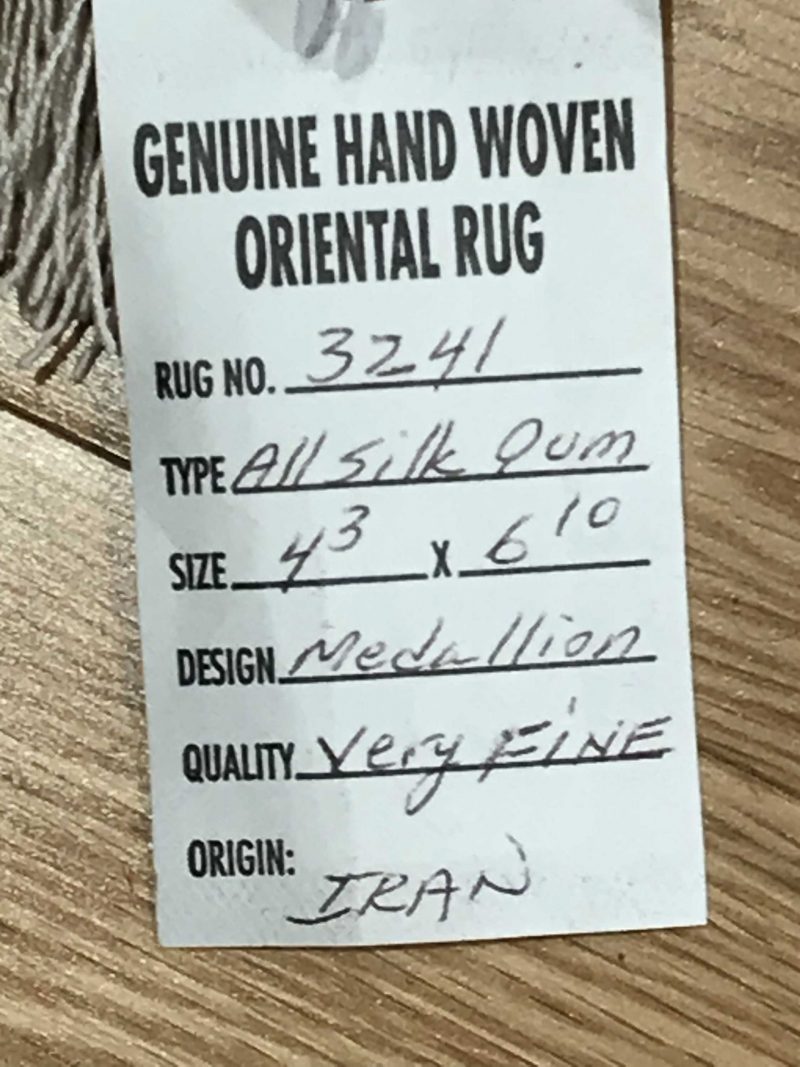 GENUINE HAND WOVEN
ORIENTAL RUG
RUG NO. 3241
TYPE All Silk Qum
SIZE 4 3 X 6 10
DESIGN Medallion
QUALITY Very FINE
ORIGIN:
IRAN